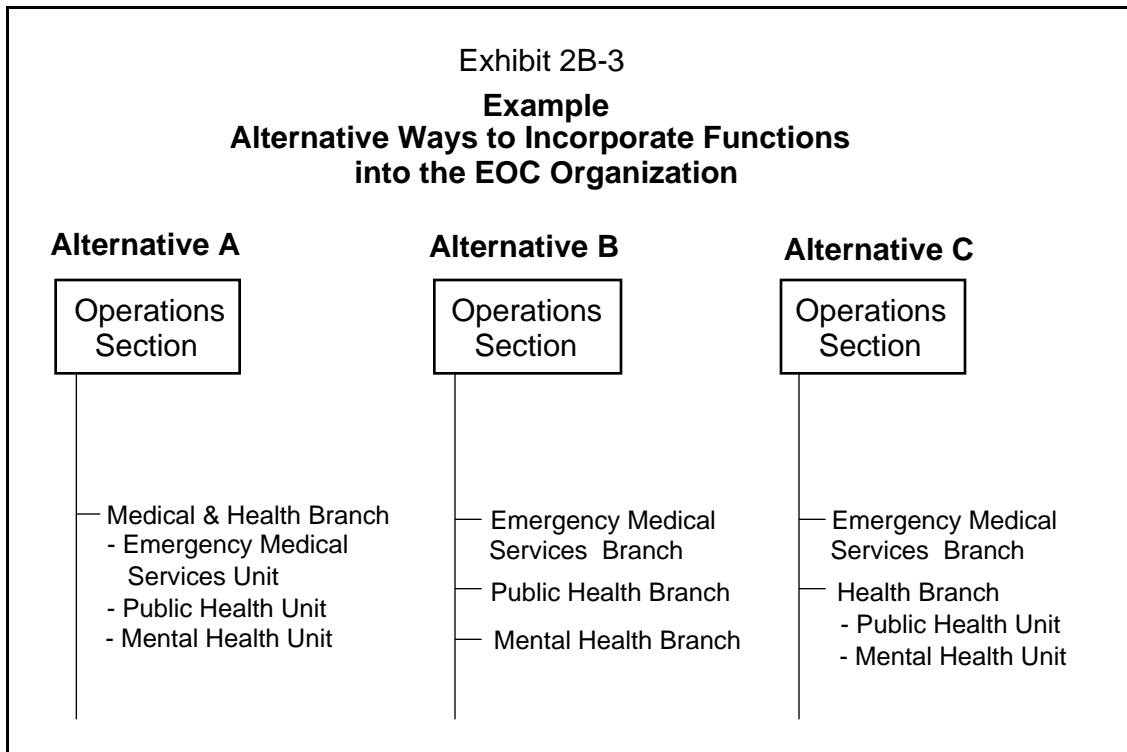 Exhibit 2B-3
Example
Alternative Ways to Incorporate Functions
into the EOC Organization
Alternative A
Operations
Section
Medical & Health Branch
- Emergency Medical
Services Unit
- Public Health Unit
- Mental Health Unit
Alternative B
Operations
Section
Emergency Medical
Services Branch
Public Health Branch
Mental Health Branch
Alternative C
Operations
Section
Emergency Medical
Services Branch
Health Branch
- Public Health Unit
- Mental Health Unit